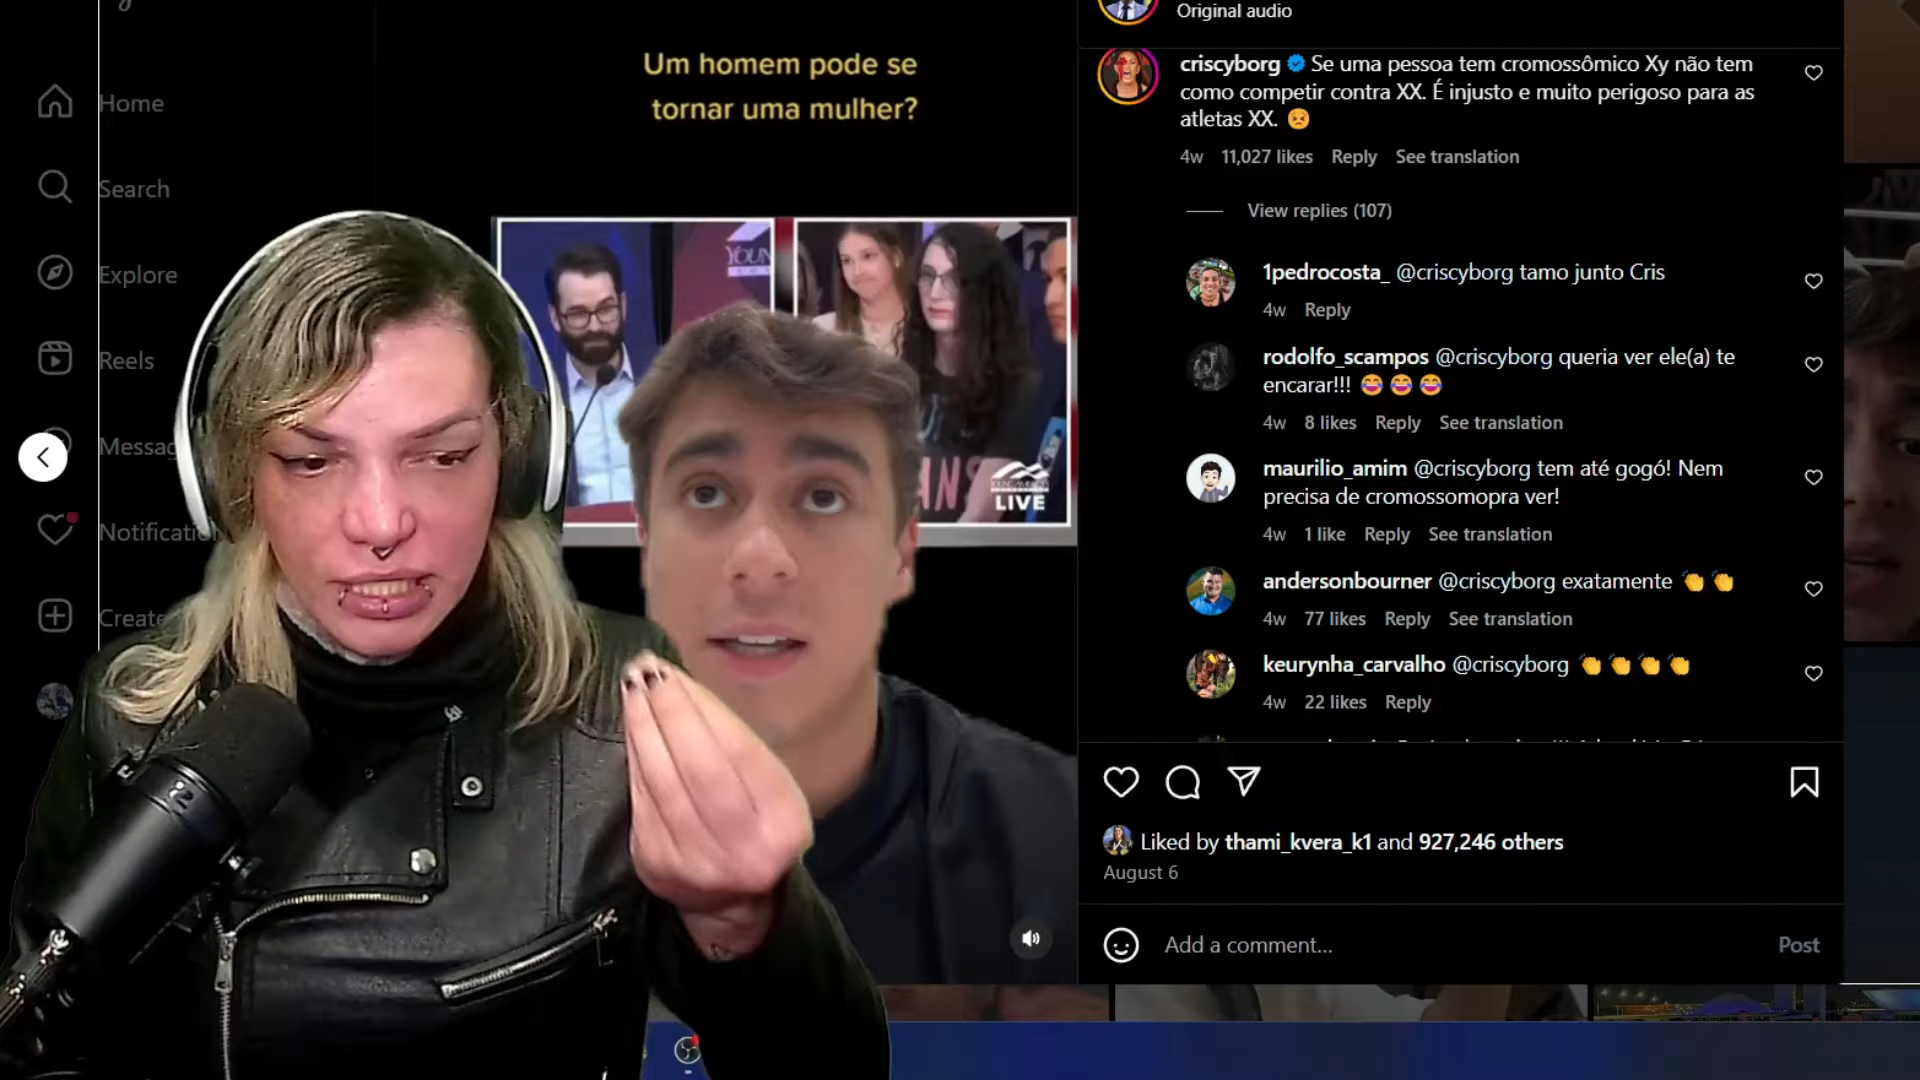 Original audio
Um homem pode se
tornar uma mulher?
criscyborg Se uma pessoa tem cromossômico Xy não tem
como competir contra XX. É injusto e muito perigoso para as
atletas XX. 😣
4w 11,027 likes Reply See translation
View replies (107)
1pedrocosta_ @criscyborg tamo junto Cris
4w Reply
rodolfo_scampos @criscyborg queria ver ele(a) te
encarar!!! 😂 😂 😂
4w 8 likes Reply See translation
maurilio_amim @criscyborg tem até gogó! Nem
precisa de cromossomopra ver!
4w 1 like Reply See translation
andersonbourner @criscyborg exatamente 👏 👏
4w 77 likes Reply See translation
keurynha_carvalho @criscyborg 👏 👏 👏 👏
4w 22 likes Reply
Liked by thami_kvera_k1 and 927,246 others
August 6
Add a comment...
Post
Home
Search
Explore
Reels
Messag
Notificatio
Create
YOUN
LIVE